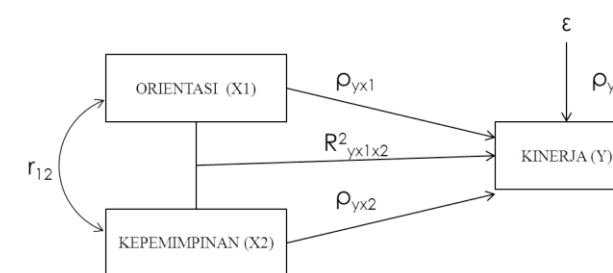 ε
ρyx1
ρy
ORIENTASI (X1)
R²yx1x2
KINERJA (Y)
r12
ρyx2
KEPEMIMPINAN (X2)